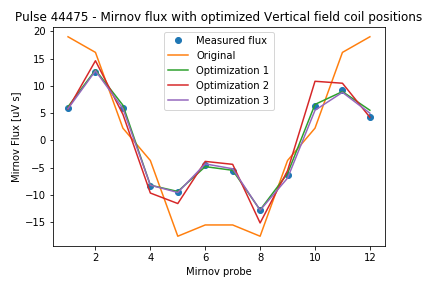 Pulse 44475 - Mirnov flux with optimized Vertical field coil positions
Mirnov Flux [uV s]
20
15
10
5
0
−5
−10
−15
Measured flux
Original
Optimization 1
Optimization 2
Optimization 3
2
4
6
8
10
12
Mirnov probe